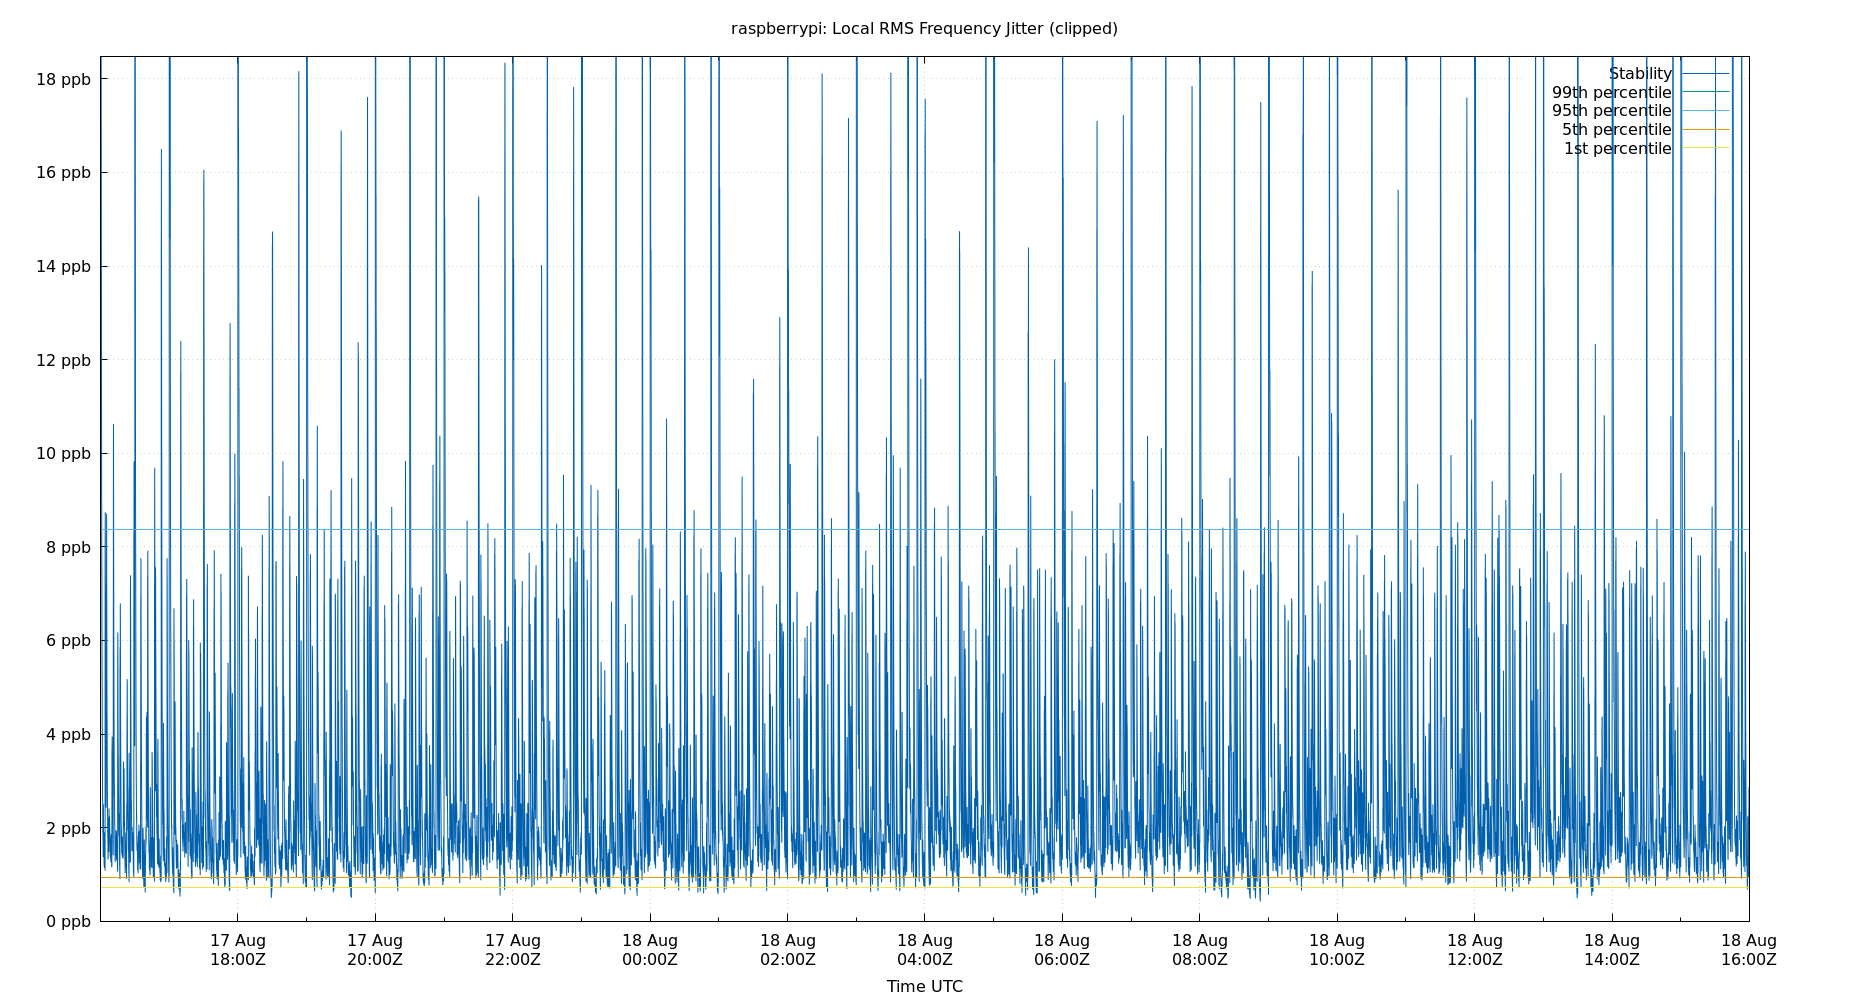 raspberrypi: Local RMS Frequency Jitter (clipped)
18 ppb
16 ppb
14 ppb
12 ppb
10 ppb
8 ppb
6 ppb
4 ppb
2 ppb
0 ppb
Stability
99th percentile
95th percentile
5th percentile
1st percentile
17 Aug
18:00Z
17 Aug
20:00Z
17 Aug
22:00Z
18 Aug
00:00Z
18 Aug
02:00Z
18 Aug
04:00Z
18 Aug
06:00Z
18 Aug
08:00Z
18 Aug
10:00Z
18 Aug
12:00Z
18 Aug
14:00Z
18 Aug
16:00Z
Time UTC